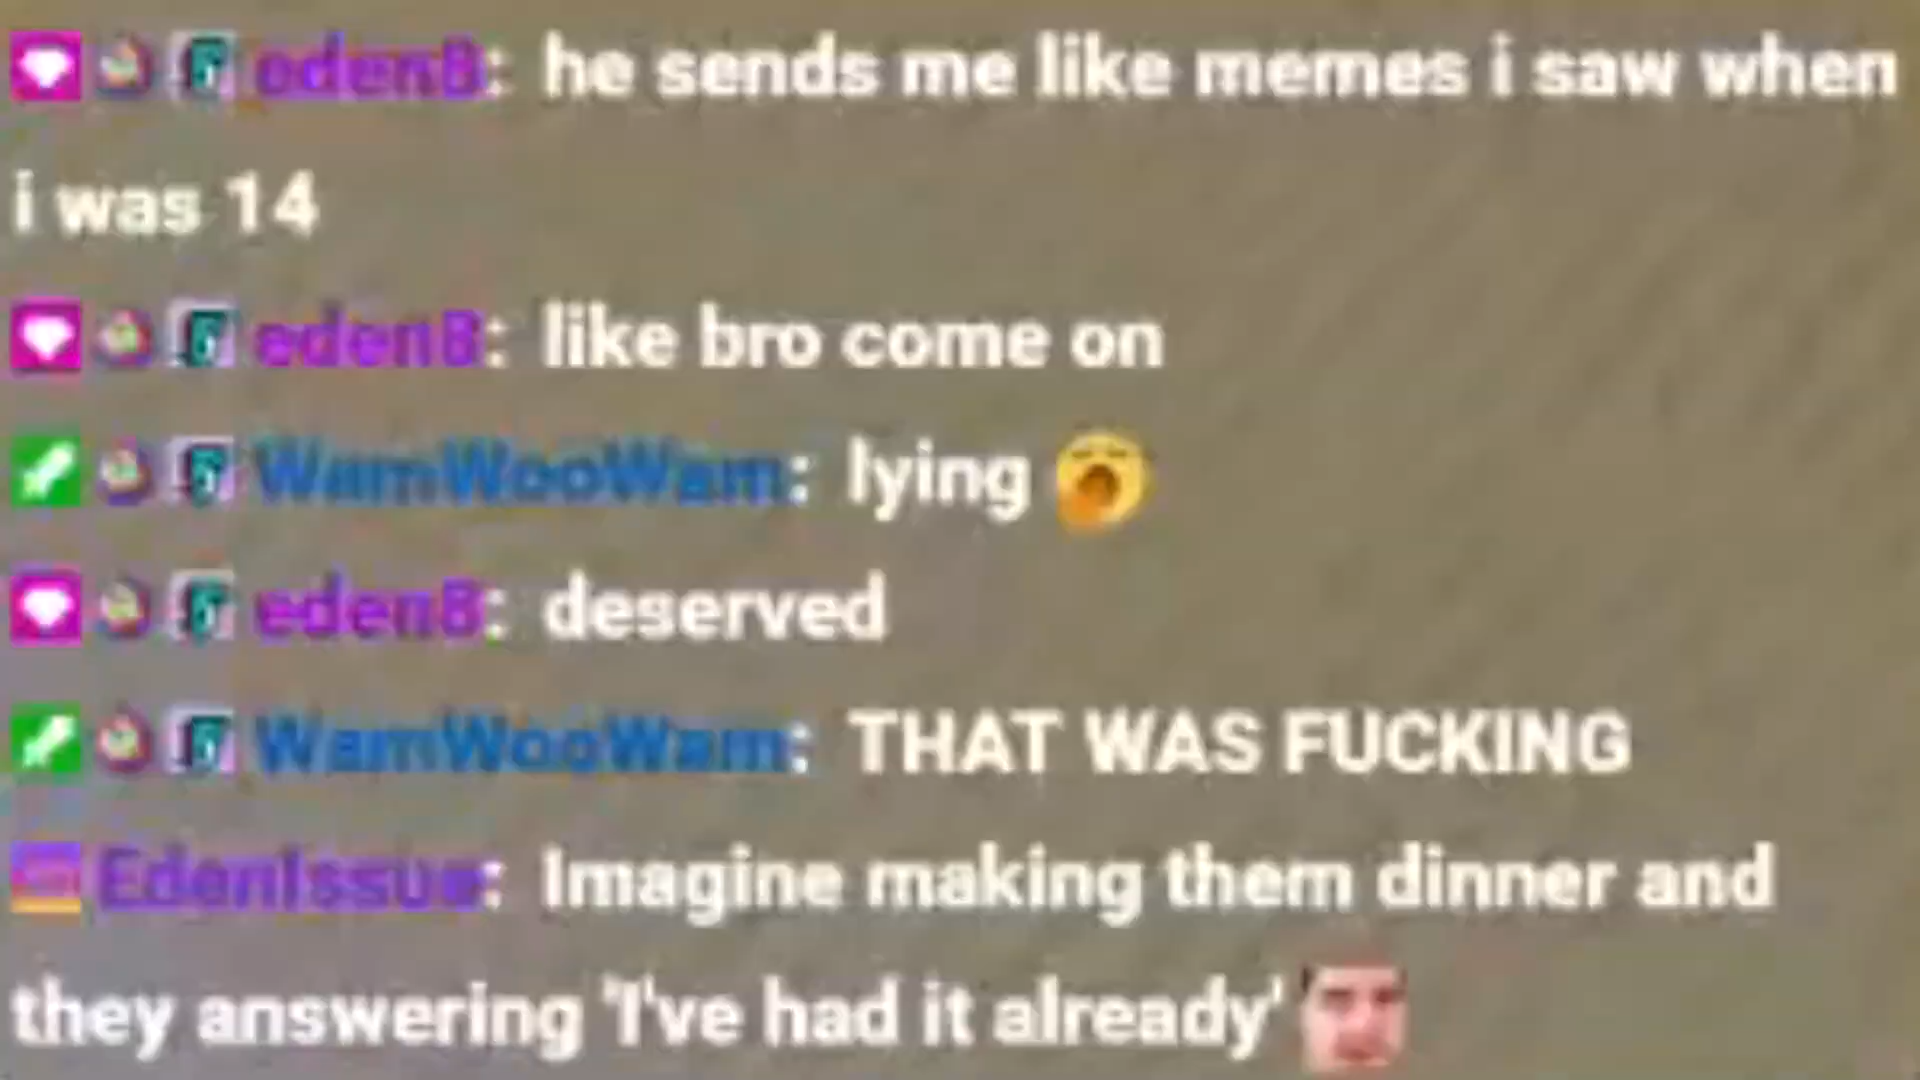 eden8: he sends me like memes i saw when
i was 14
eden8: like bro come on
WamWooWam: lying 🥱
eden8: deserved
WamWooWam: THAT WAS FUCKING
EdenIssue: Imagine making them dinner and
they answering 'I've had it already'